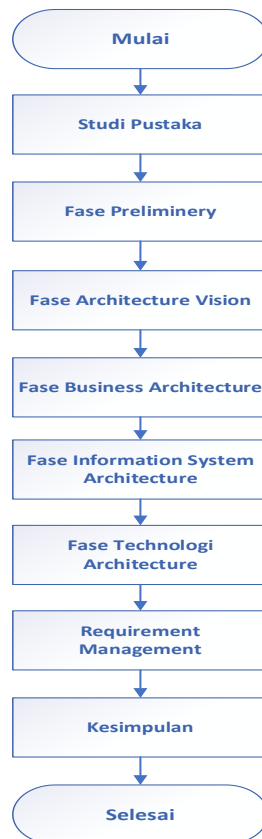 Mulai
Studi Pustaka
Fase Preliminery
Fase Architecture Vision
Fase Business Architecture
Fase Information System
Architecture
Fase Technologi
Architecture
Requirement
Management
Kesimpulan
Selesai